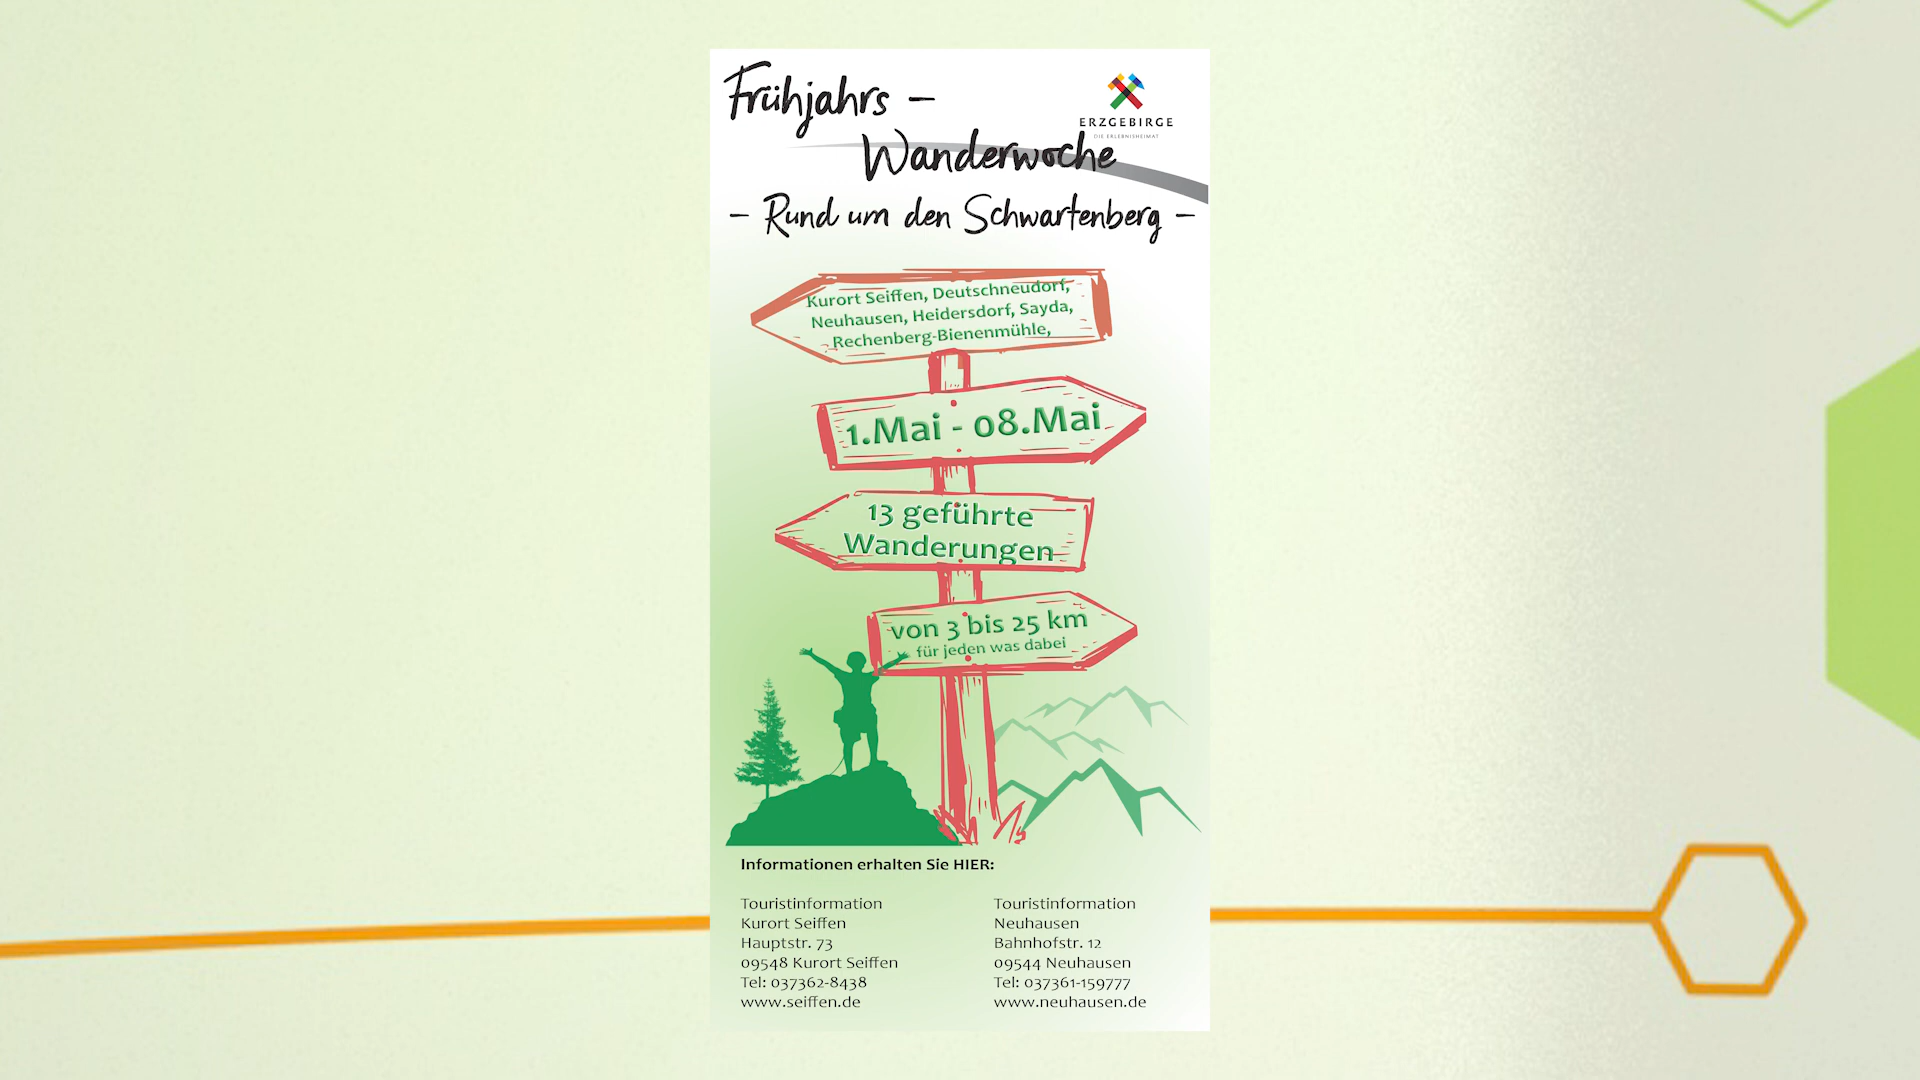 Frühjahrs -
ERZGEBIRGE
DIE ERLEBNISHEIMAT
Wanderwoche
- Rund um den Schwartenberg -
Kurort Seiffen, Deutschneudorf,
Neuhausen, Heidersdorf, Sayda,
Rechenberg-Bienenmühle,
1.Mai - 08.Mai
13 geführte
Wanderungen
von 3 bis 25 km
für jeden was dabei
Informationen erhalten Sie HIER:
Touristinformation
Kurort Seiffen
Hauptstr. 73
09548 Kurort Seiffen
Tel: 037362-8438
www.seiffen.de
Touristinformation
Neuhausen
Bahnhofstr. 12
09544 Neuhausen
Tel: 037361-159777
www.neuhausen.de